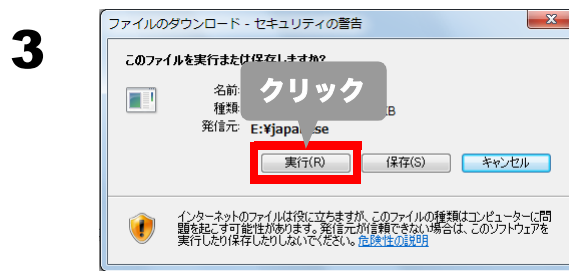 3
ファイルのダウンロード - セキュリティの警告
このファイルを実行または保存しますか?
クリック
名前
種類
発信元: E:¥japanese
実行(R)
保存(S)
キャンセル
インターネットのファイルは役に立ちますが、このファイルの種類はコンピューターに問
題を起こす可能性があります。発信元が信頼できない場合は、このソフトウェアを
実行したり保存したりしないでください。危険性の説明